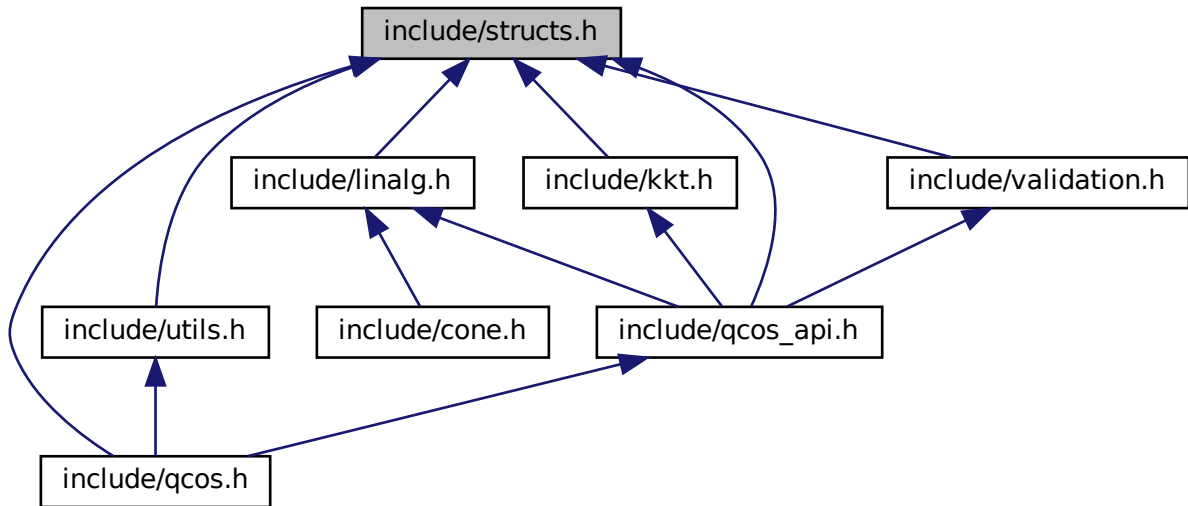 include/structs.h
include/linalg.h
include/kkt.h
include/validation.h
include/utils.h
include/cone.h
include/qcos_api.h
include/qcos.h